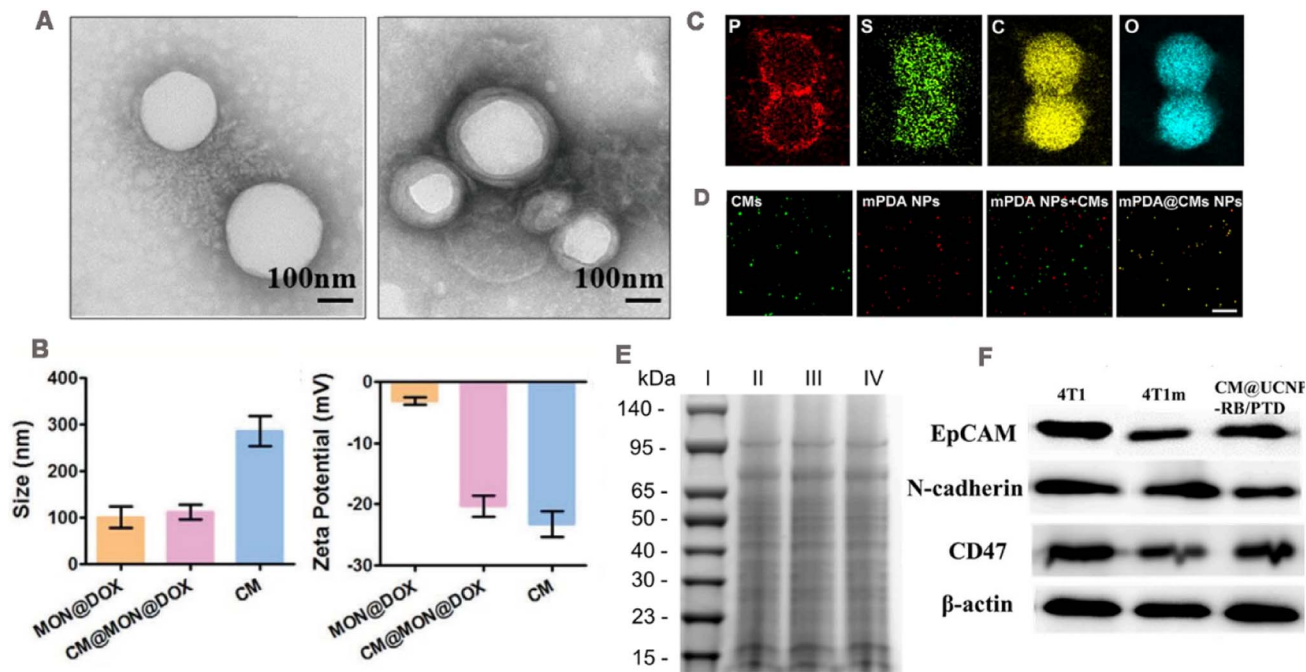 A
100nm
100nm
B
Size (nm)
400
300
200
100
0
MON@DOX
CM@MON@DOX
CM
Zeta Potential (mV)
0
-10
-20
-30
MON@DOX
CM@MON@DOX
CM
C
P
S
C
O
D
CMs
mPDA NPs
mPDA NPs+CMs
mPDA@CMs NPs
E
kDa I II III IV
140 -
95 -
65 -
50 -
40 -
30 -
23 -
15 -
F
4T1
4T1m
CM@UCNP
-RB/PTD
EpCAM
N-cadherin
CD47
β-actin